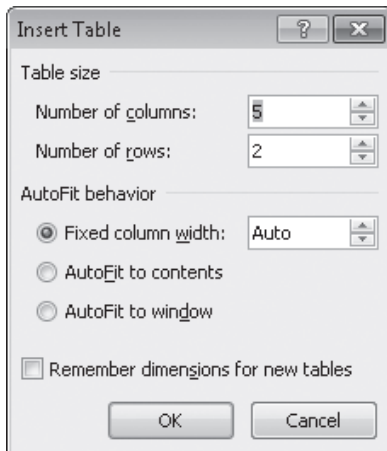 Insert Table
Table size
Number of columns: 5
Number of rows: 2
AutoFit behavior
Fixed column width: Auto
AutoFit to contents
AutoFit to window
Remember dimensions for new tables
OK Cancel